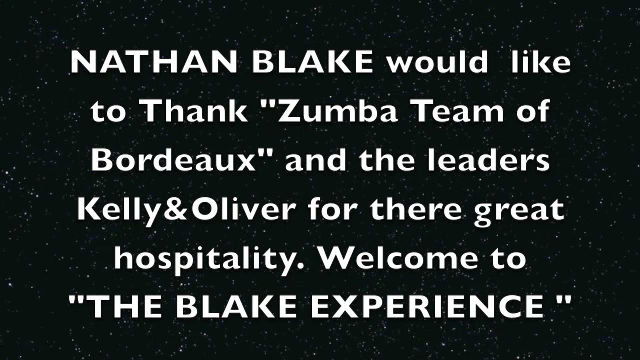 NATHAN BLAKE would  like
to Thank "Zumba Team of
Bordeaux" and the leaders
Kelly&Oliver for there great
hospitality. Welcome to
"THE BLAKE EXPERIENCE "